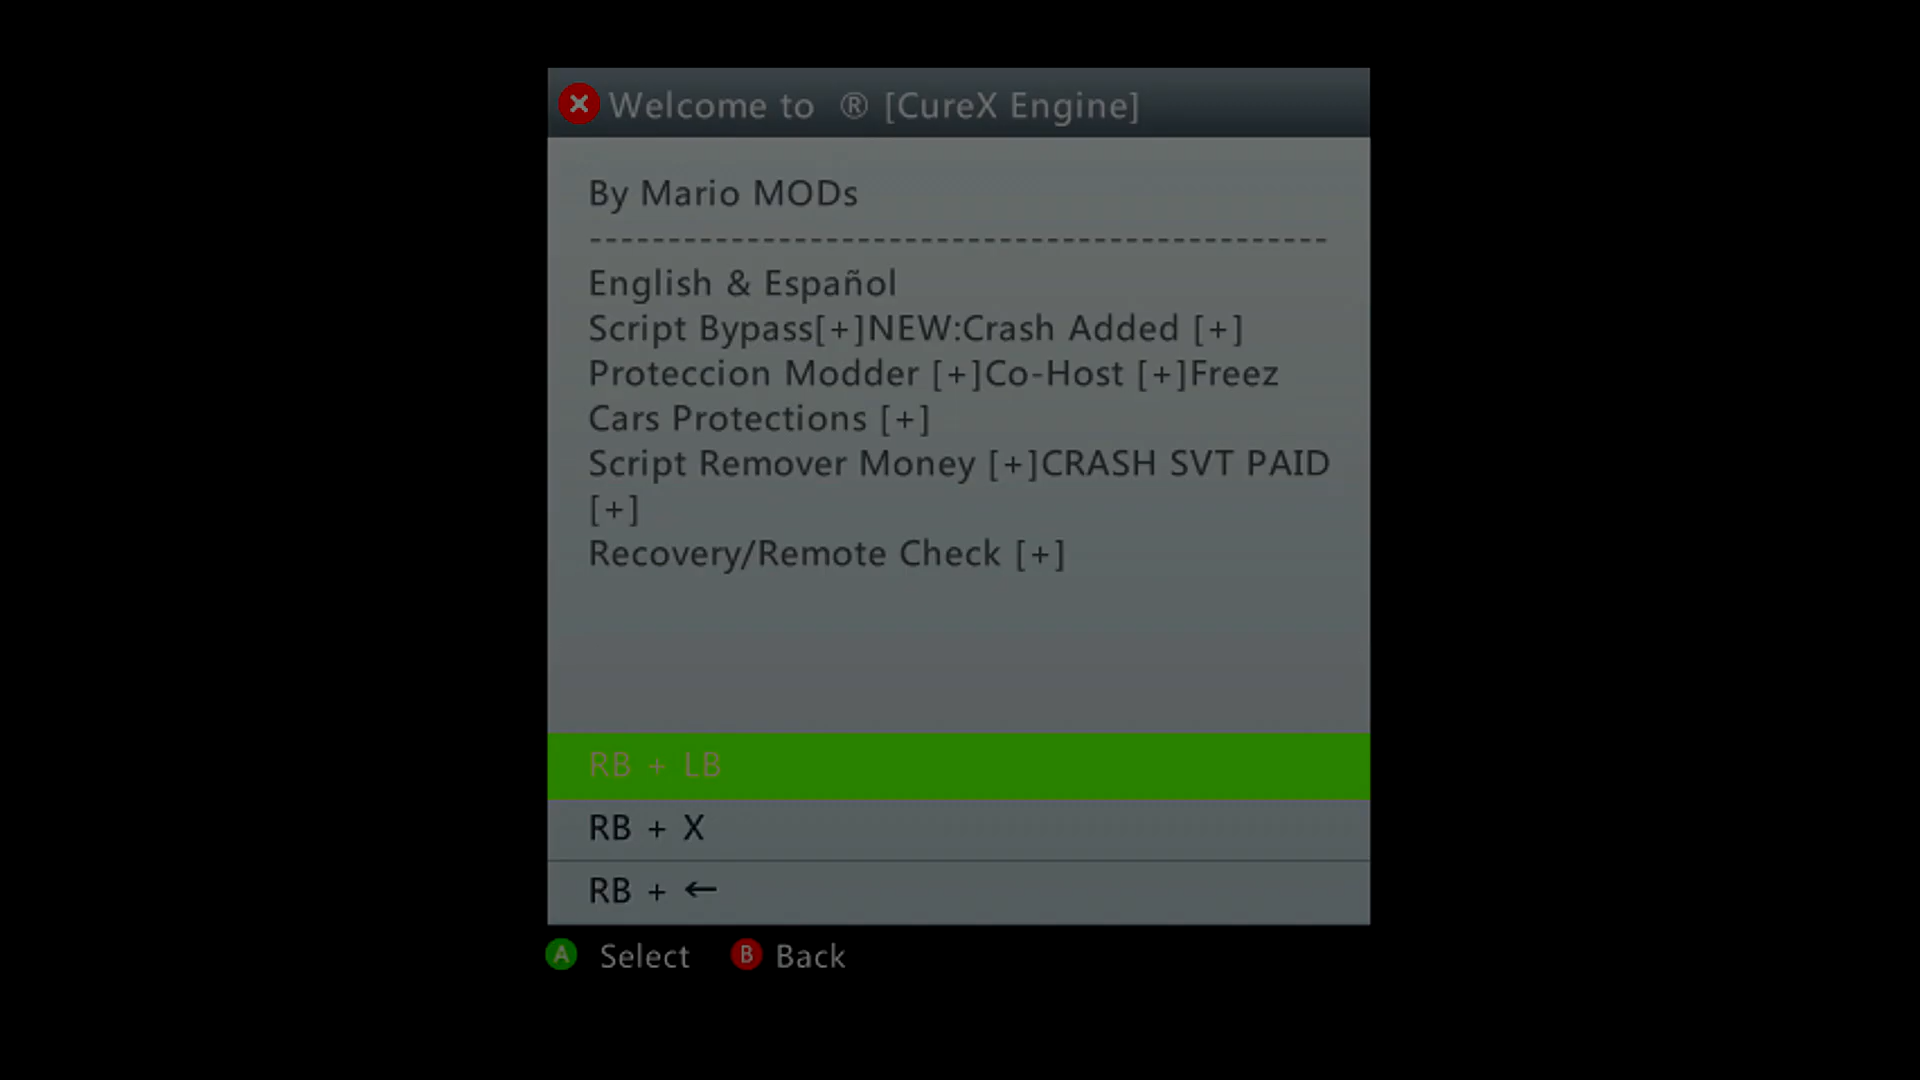 Welcome to ® [CureX Engine]
By Mario MODs
-----------------------------------------------
English & Español
Script Bypass[+]NEW:Crash Added [+]
Proteccion Modder [+]Co-Host [+]Freez
Cars Protections [+]
Script Remover Money [+]CRASH SVT PAID
[+]
Recovery/Remote Check [+]
RB + LB
RB + X
RB + ←
A Select B Back